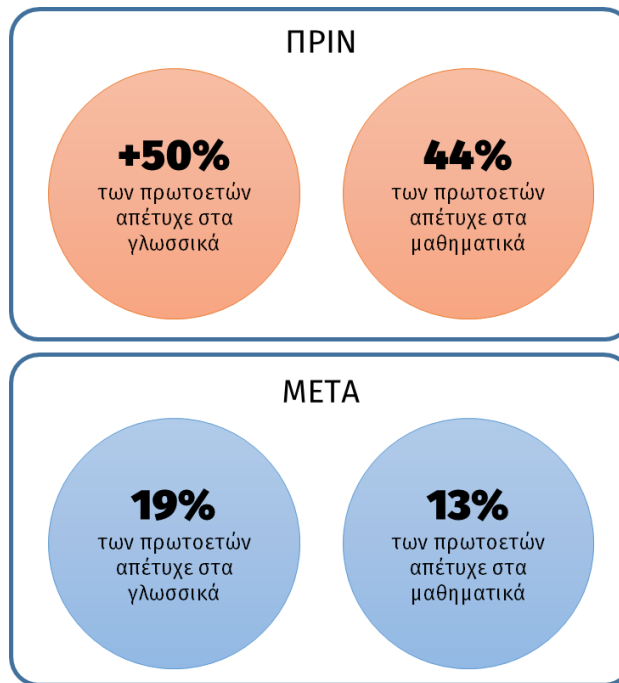 ΠΡΙΝ
+50%
των πρωτοετών
απέτυχε στα
γλωσσικά
44%
των πρωτοετών
απέτυχε στα
μαθηματικά
ΜΕΤΑ
19%
των πρωτοετών
απέτυχε στα
γλωσσικά
13%
των πρωτοετών
απέτυχε στα
μαθηματικά